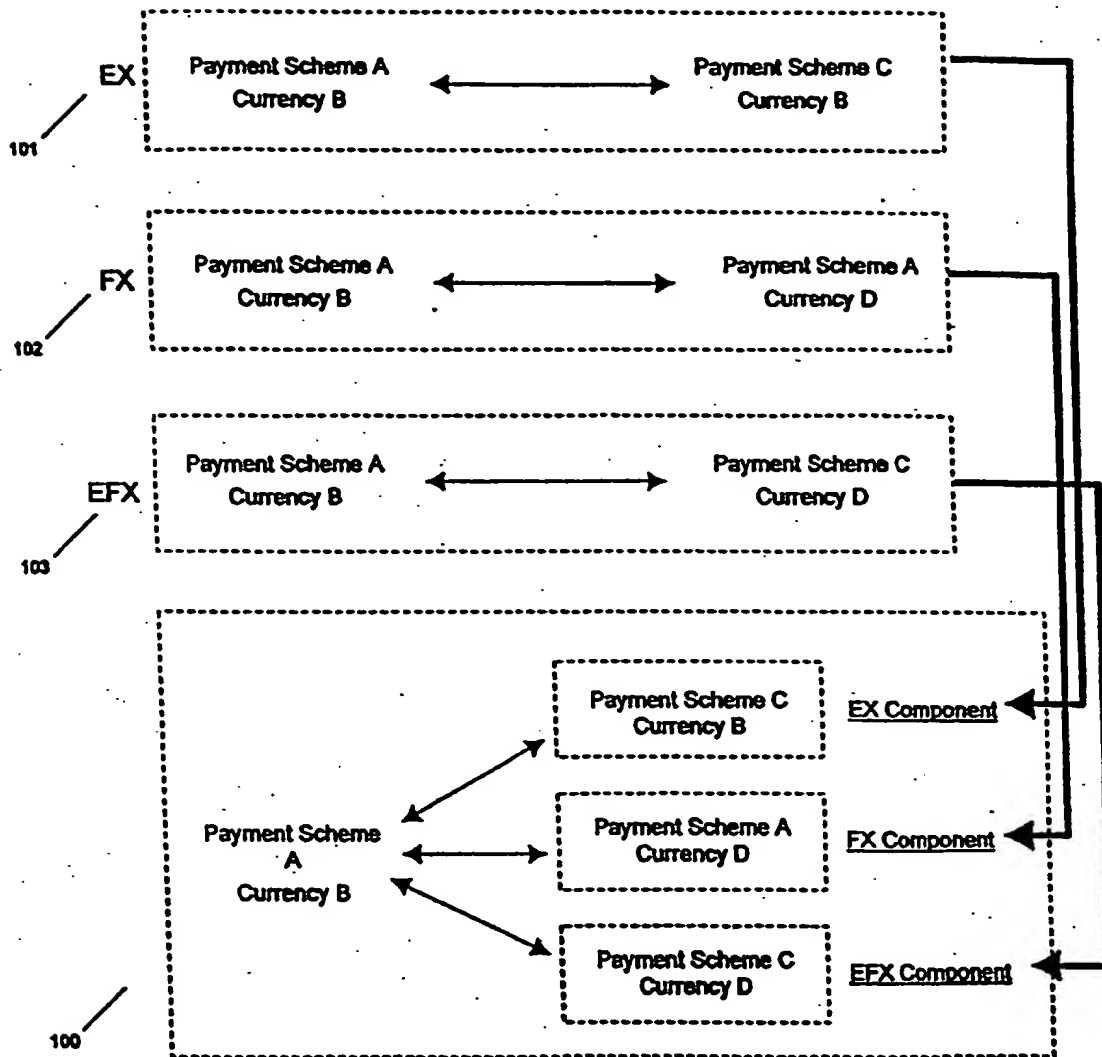 EX
Payment Scheme A
Currency B
Payment Scheme C
Currency B
101
FX
Payment Scheme A
Currency B
Payment Scheme A
Currency D
102
EFX
Payment Scheme A
Currency B
Payment Scheme C
Currency D
103
Payment Scheme C
Currency B
EX Component
Payment Scheme
A
Currency B
Payment Scheme A
Currency D
FX Component
Payment Scheme C
Currency D
EFX Component
100